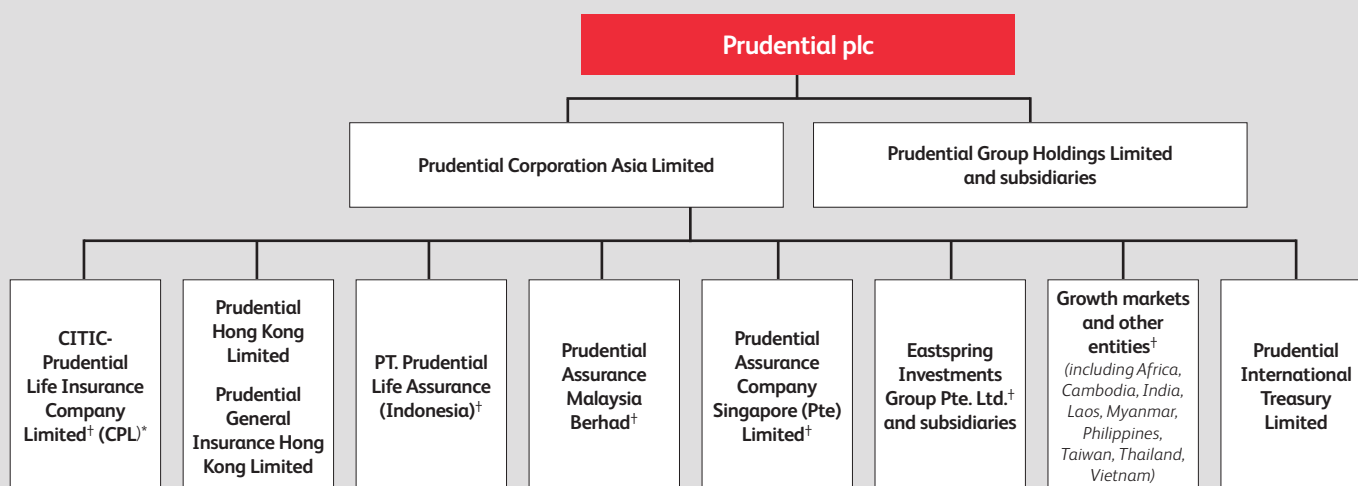 Prudential plc
Prudential Corporation Asia Limited
Prudential Group Holdings Limited
and subsidiaries
CITIC-
Prudential
Life Insurance
Company
Limited† (CPL)*
Prudential
Hong Kong
Limited
Prudential
General
Insurance Hong
Kong Limited
PT. Prudential
Life Assurance
(Indonesia)†
Prudential
Assurance
Malaysia
Berhad†
Prudential
Assurance
Company
Singapore (Pte)
Limited†
Eastspring
Investments
Group Pte. Ltd.†
and subsidiaries
Growth markets
and other
entities†
(including Africa,
Cambodia, India,
Laos, Myanmar,
Philippines,
Taiwan, Thailand,
Vietnam)
Prudential
International
Treasury
Limited